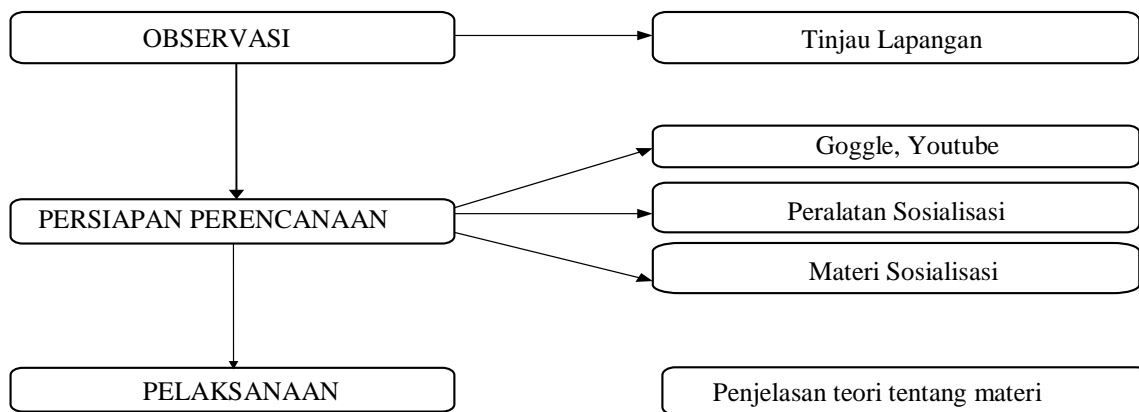 OBSERVASI
Tinjau Lapangan
Goggle, Youtube
PERSIAPAN PERENCANAAN
Peralatan Sosialisasi
Materi Sosialisasi
PELAKSANAAN
Penjelasan teori tentang materi